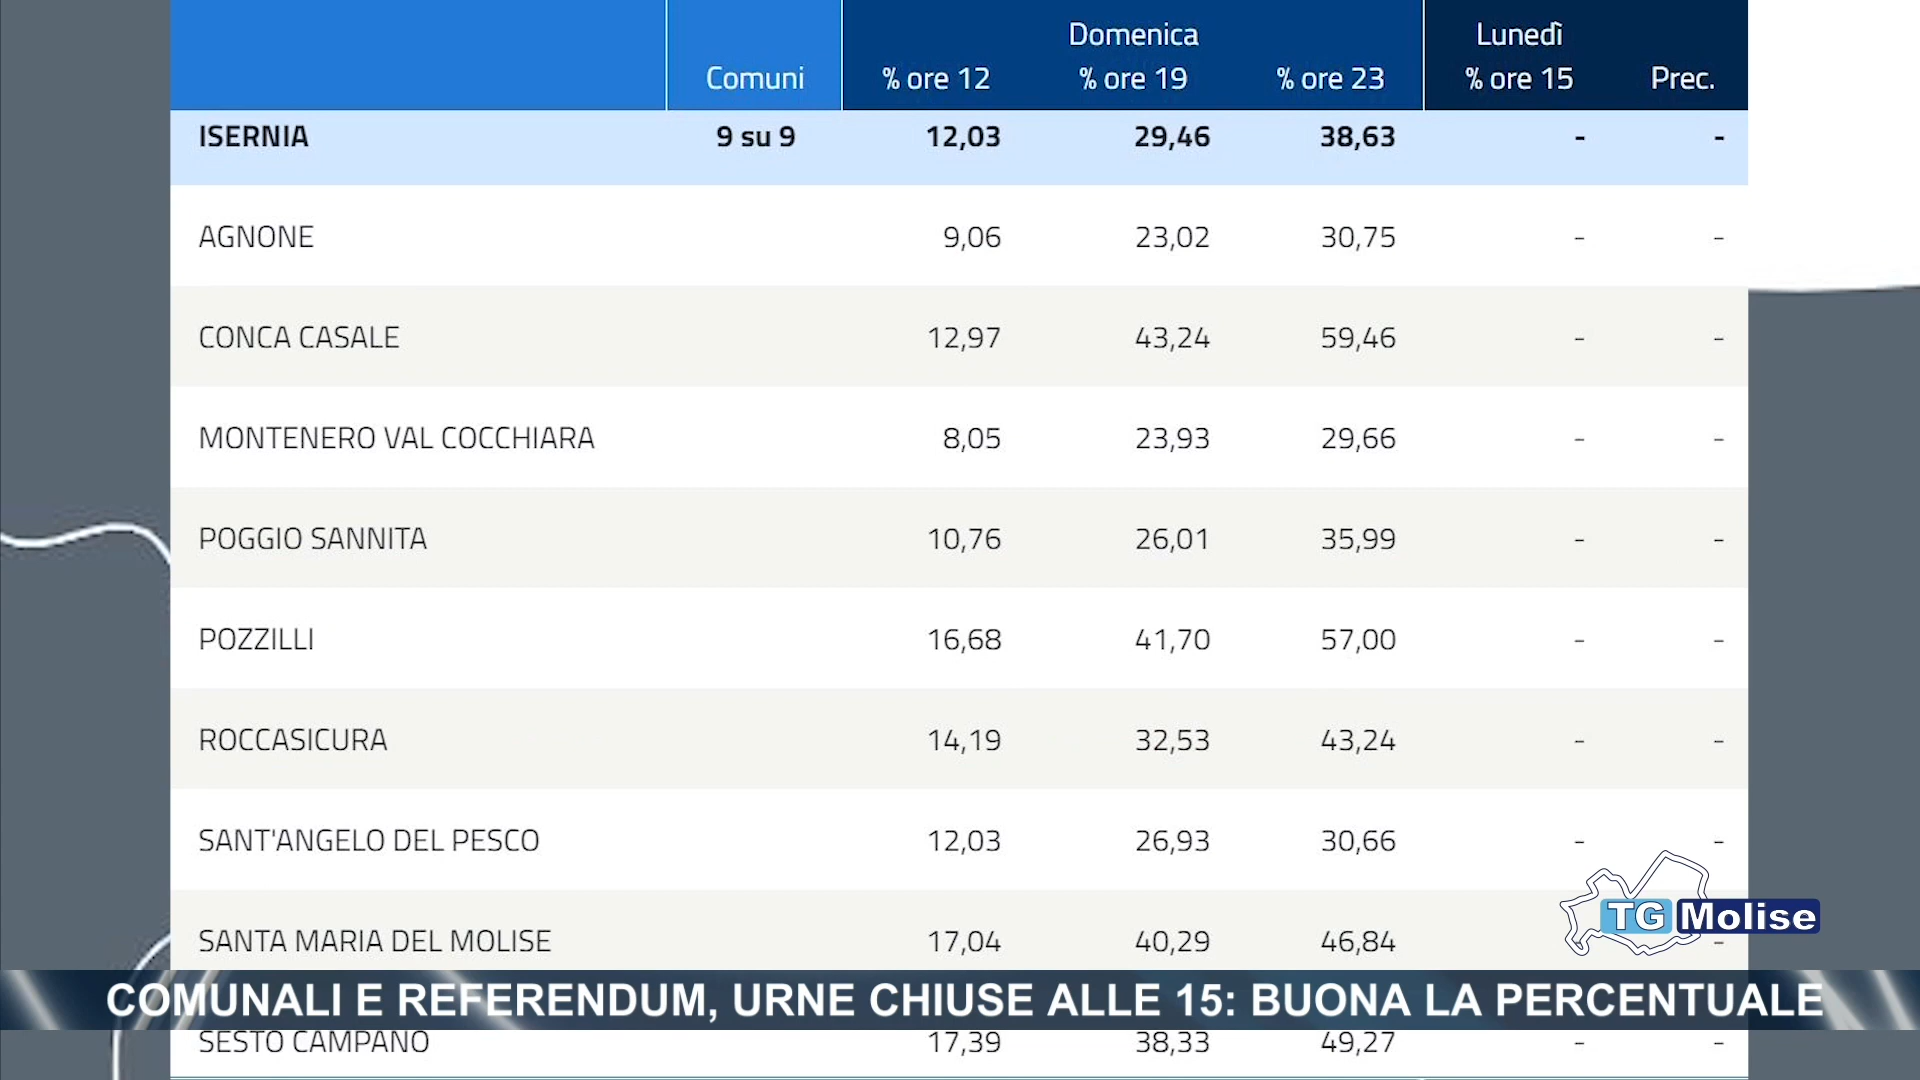 Domenica Lunedì
Comuni % ore 12 % ore 19 % ore 23 % ore 15 Prec.
ISERNIA 9 su 9 12,03 29,46 38,63 - -
AGNONE 9,06 23,02 30,75 - -
CONCA CASALE 12,97 43,24 59,46 - -
MONTENERO VAL COCCHIARA 8,05 23,93 29,66 - -
POGGIO SANNITA 10,76 26,01 35,99 - -
POZZILLI 16,68 41,70 57,00 - -
ROCCASICURA 14,19 32,53 43,24 - -
SANT'ANGELO DEL PESCO 12,03 26,93 30,66 - -
TG Molise
SANTA MARIA DEL MOLISE 17,04 40,29 46,84 -
COMUNALI E REFERENDUM, URNE CHIUSE ALLE 15: BUONA LA PERCENTUALE
SESTO CAMPANO 17,39 38,33 49,27 - -